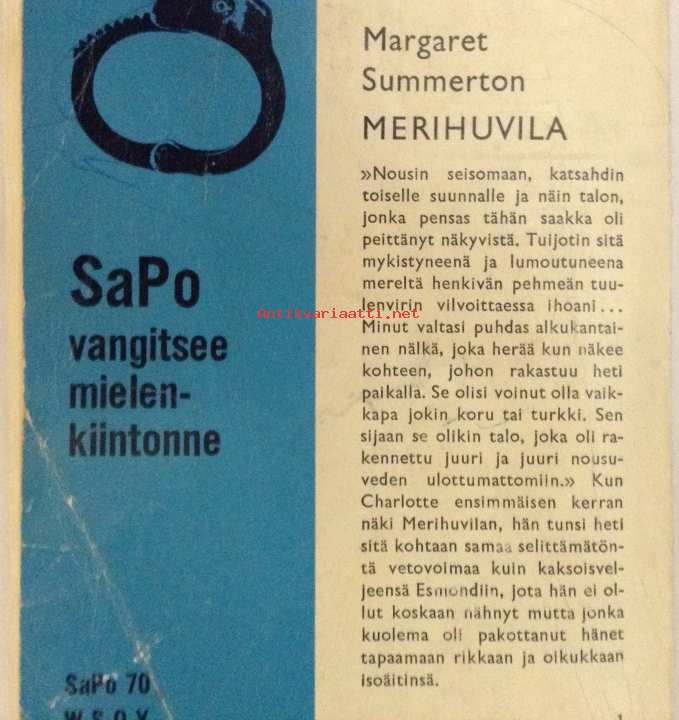 SaPo
vangitsee
mielen-
kiintonne
SaPo 70
W S O Y
Margaret
Summerton
MERIHUVILA
»Nousin seisomaan, katsahdin
toiselle suunnalle ja näin talon,
jonka pensas tähän saakka oli
peittänyt näkyvistä. Tuijotin sitä
mykistyneenä ja lumoutuneena
mereltä henkivän pehmeän tuu-
lenvirin vilvoittaessa ihoani...
Antikvariaatti.net
Minut valtasi puhdas alkukantai-
nen nälkä, joka herää kun näkee
kohteen, johon rakastuu heti
paikalla. Se olisi voinut olla vaik-
kapa jokin koru tai turkki. Sen
sijaan se olikin talo, joka oli ra-
kennettu juuri ja juuri nousu-
veden ulottumattomiin.» Kun
Charlotte ensimmäisen kerran
näki Merihuvilan, hän tunsi heti
sitä kohtaan samaa selittämätön-
tä vetovoimaa kuin kaksoisvel-
jeensä Esmondiin, jota hän ei ol-
lut koskaan nähnyt mutta jonka
kuolema oli pakottanut hänet
tapaamaan rikkaan ja oikukkaan
isoäitinsä.